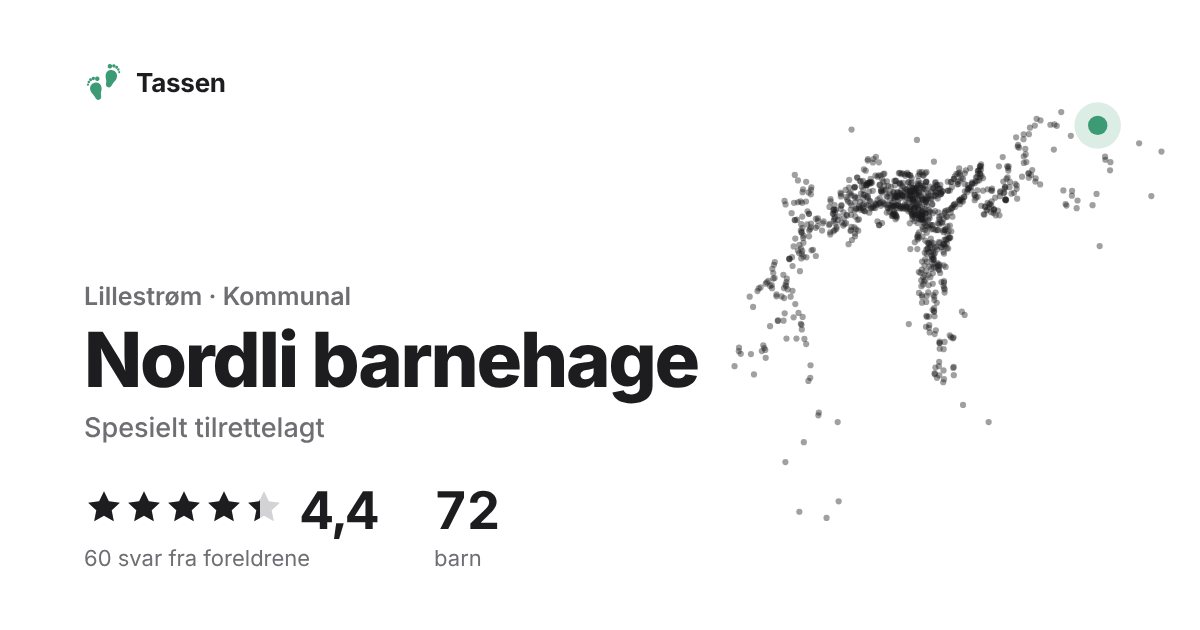 Tassen
Lillestrøm · Kommunal
Nordli barnehage
Spesielt tilrettelagt
4,4
60 svar fra foreldrene
72
barn